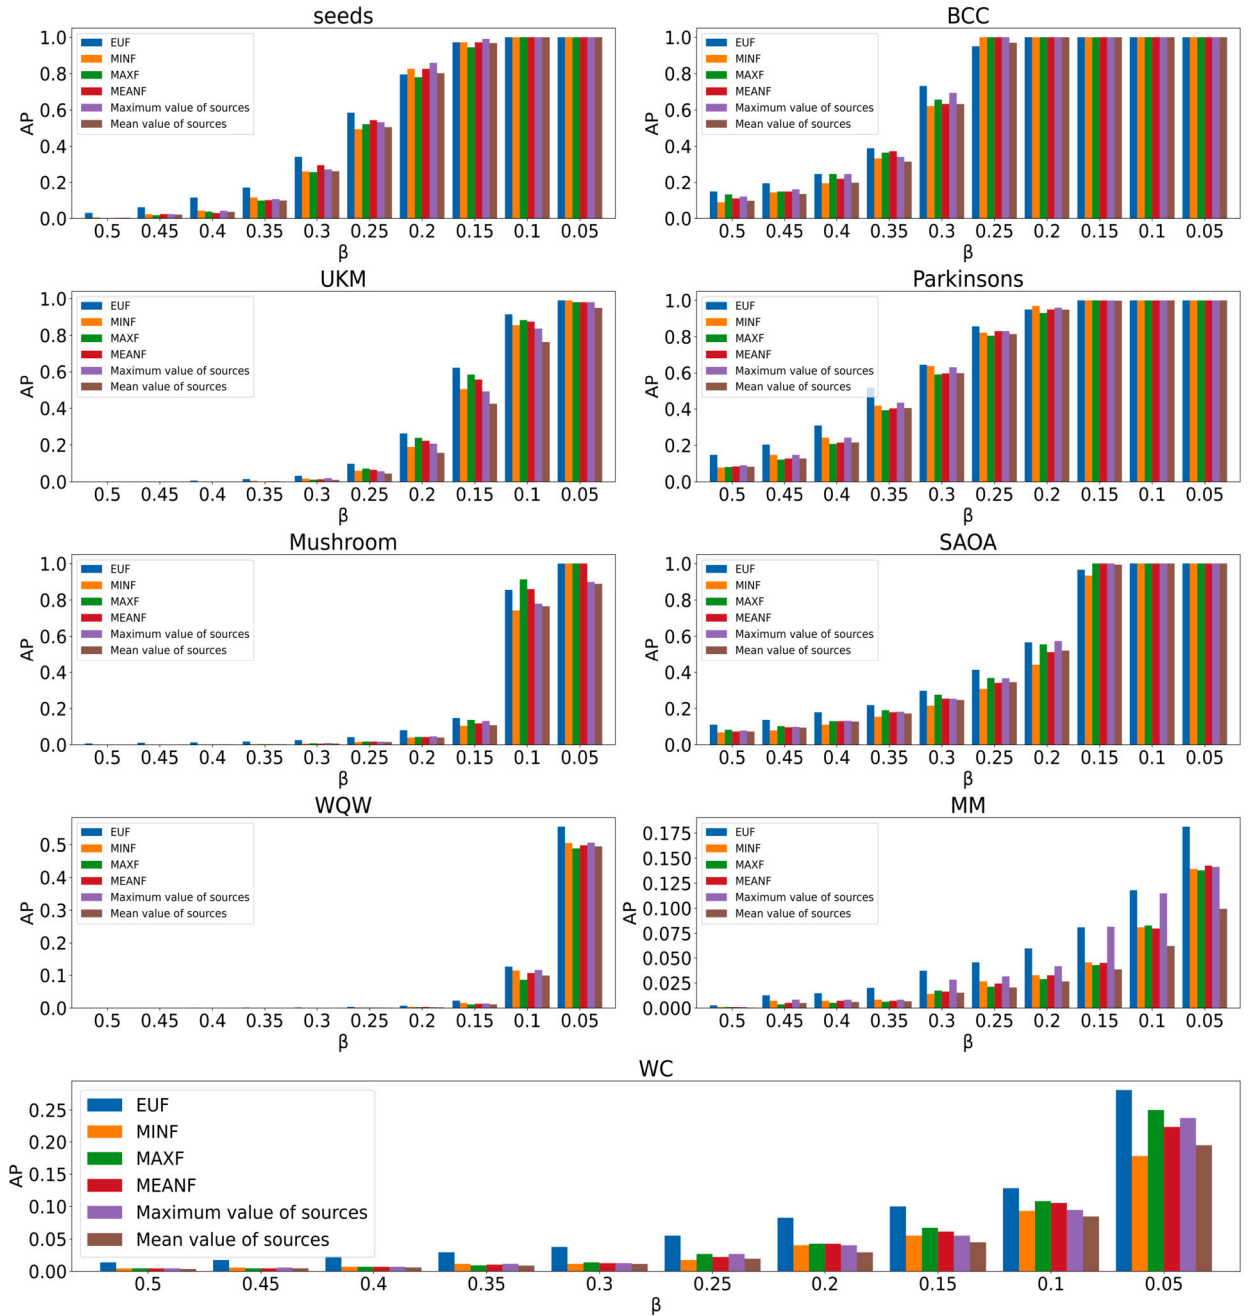 seeds
AP
1.0
0.8
0.6
0.4
0.2
0.0
EUF
MINF
MAXF
MEANF
Maximum value of sources
Mean value of sources
0.5 0.45 0.4 0.35 0.3 0.25 0.2 0.15 0.1 0.05
β
BCC
AP
1.0
0.8
0.6
0.4
0.2
0.0
EUF
MINF
MAXF
MEANF
Maximum value of sources
Mean value of sources
0.5 0.45 0.4 0.35 0.3 0.25 0.2 0.15 0.1 0.05
β
UKM
AP
1.0
0.8
0.6
0.4
0.2
0.0
EUF
MINF
MAXF
MEANF
Maximum value of sources
Mean value of sources
0.5 0.45 0.4 0.35 0.3 0.25 0.2 0.15 0.1 0.05
β
Parkinsons
AP
1.0
0.8
0.6
0.4
0.2
0.0
EUF
MINF
MAXF
MEANF
Maximum value of sources
Mean value of sources
0.5 0.45 0.4 0.35 0.3 0.25 0.2 0.15 0.1 0.05
β
Mushroom
AP
1.0
0.8
0.6
0.4
0.2
0.0
EUF
MINF
MAXF
MEANF
Maximum value of sources
Mean value of sources
0.5 0.45 0.4 0.35 0.3 0.25 0.2 0.15 0.1 0.05
β
SAOA
AP
1.0
0.8
0.6
0.4
0.2
0.0
EUF
MINF
MAXF
MEANF
Maximum value of sources
Mean value of sources
0.5 0.45 0.4 0.35 0.3 0.25 0.2 0.15 0.1 0.05
β
WQW
AP
0.5
0.4
0.3
0.2
0.1
0.0
EUF
MINF
MAXF
MEANF
Maximum value of sources
Mean value of sources
0.5 0.45 0.4 0.35 0.3 0.25 0.2 0.15 0.1 0.05
β
MM
AP
0.175
0.150
0.125
0.100
0.075
0.050
0.025
0.000
EUF
MINF
MAXF
MEANF
Maximum value of sources
Mean value of sources
0.5 0.45 0.4 0.35 0.3 0.25 0.2 0.15 0.1 0.05
β
WC
AP
0.25
0.20
0.15
0.10
0.05
0.00
EUF
MINF
MAXF
MEANF
Maximum value of sources
Mean value of sources
0.5 0.45 0.4 0.35 0.3 0.25 0.2 0.15 0.1 0.05
β